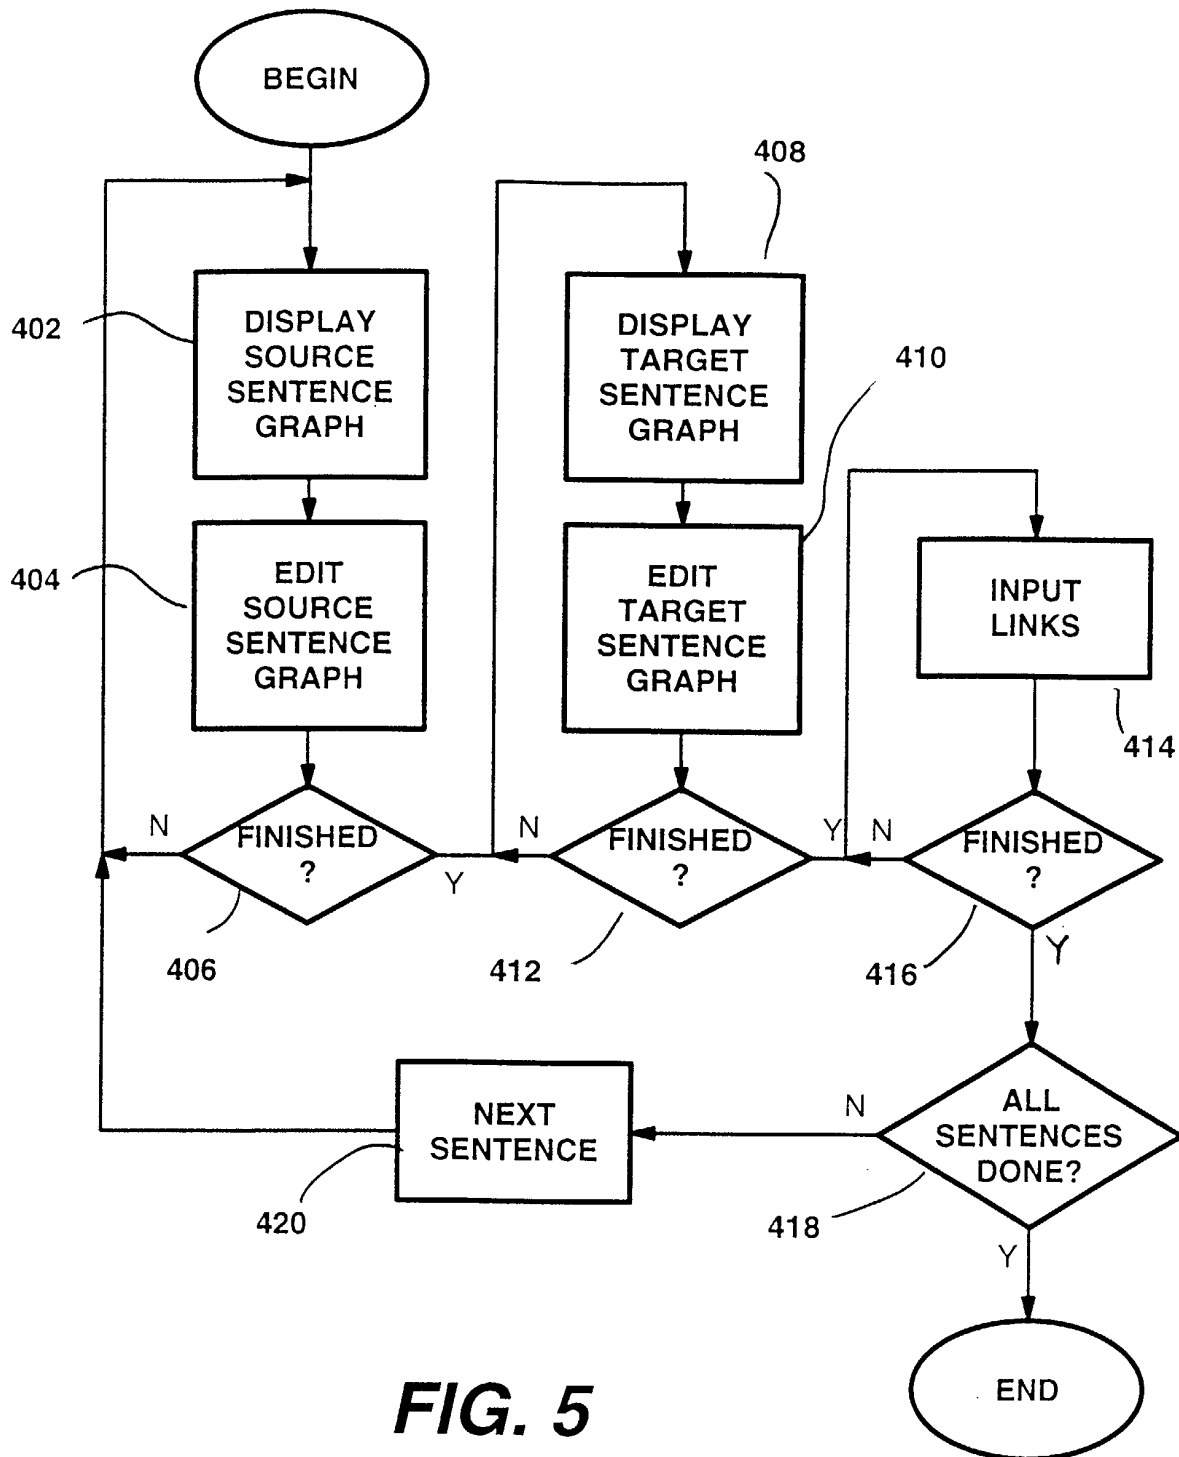 BEGIN
408
402
DISPLAY
SOURCE
SENTENCE
GRAPH
DISPLAY
TARGET
SENTENCE
GRAPH
410
404
EDIT
SOURCE
SENTENCE
GRAPH
EDIT
TARGET
SENTENCE
GRAPH
INPUT
LINKS
414
N
FINISHED
?
Y
N
FINISHED
?
Y
N
FINISHED
?
Y
406
412
416
NEXT
SENTENCE
N
ALL
SENTENCES
DONE?
420
418
Y
END
FIG. 5